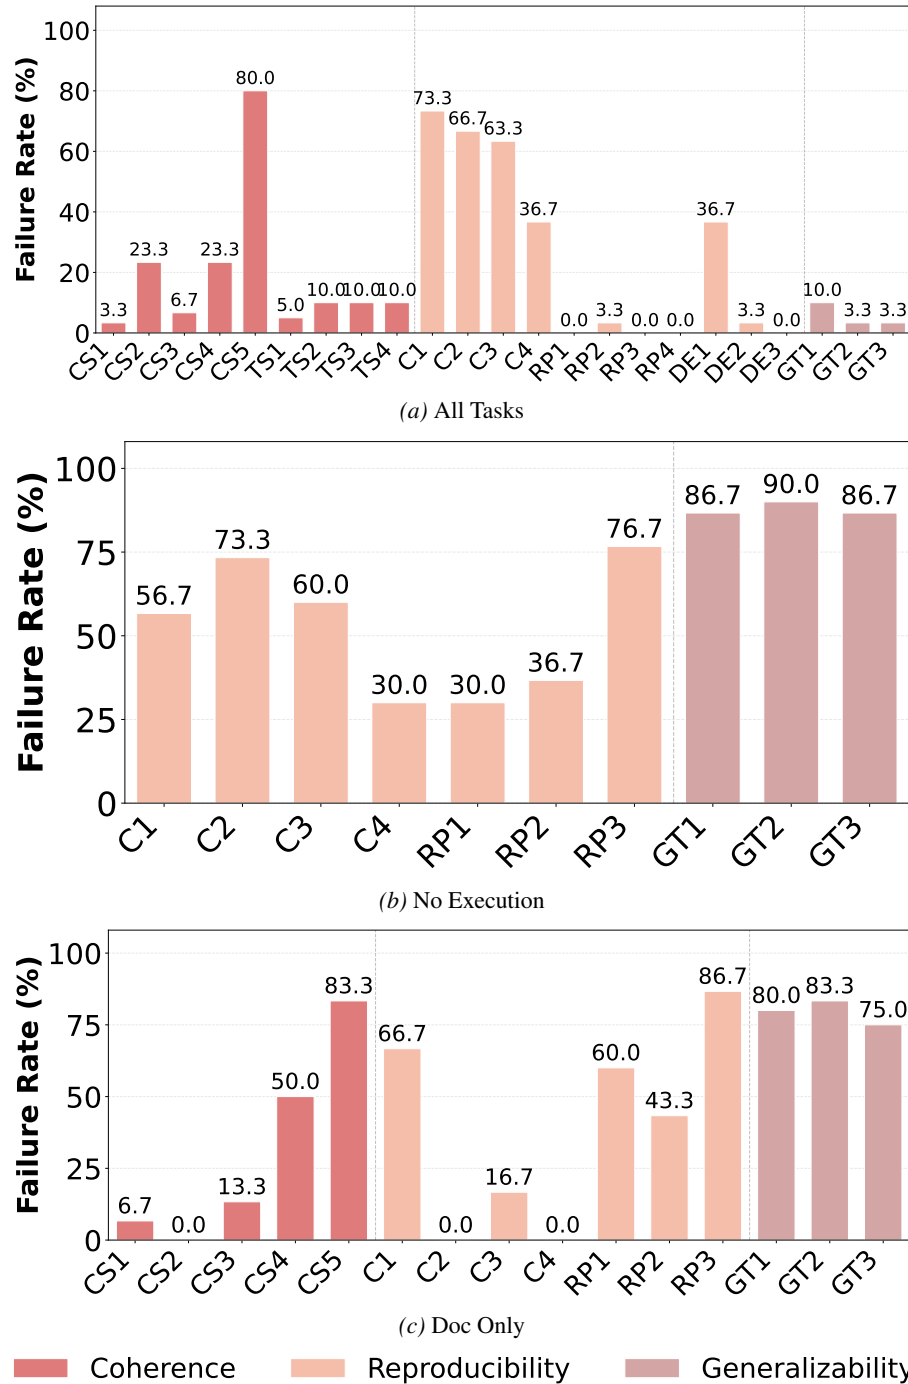 Failure Rate (%)
100
80
60
40
20
0
3.3 23.3 6.7 23.3 80.0 5.0 10.0 10.0 10.0 73.3 66.7 63.3 36.7 0.0 3.3 0.0 0.0 36.7 3.3 0.0 10.0 3.3 3.3
CS1 CS2 CS3 CS4 CS5 TS1 TS2 TS3 TS4 C1 C2 C3 C4 RP1 RP2 RP3 RP4 DE1 DE2 DE3 GT1 GT2 GT3
(a) All Tasks
Failure Rate (%)
100
75
50
25
0
56.7 73.3 60.0 30.0 30.0 36.7 76.7 86.7 90.0 86.7
C1 C2 C3 C4 RP1 RP2 RP3 GT1 GT2 GT3
(b) No Execution
Failure Rate (%)
100
75
50
25
0
6.7 0.0 13.3 50.0 83.3 66.7 0.0 16.7 0.0 60.0 43.3 86.7 80.0 83.3 75.0
CS1 CS2 CS3 CS4 CS5 C1 C2 C3 C4 RP1 RP2 RP3 GT1 GT2 GT3
(c) Doc Only
Coherence Reproducibility Generalizability